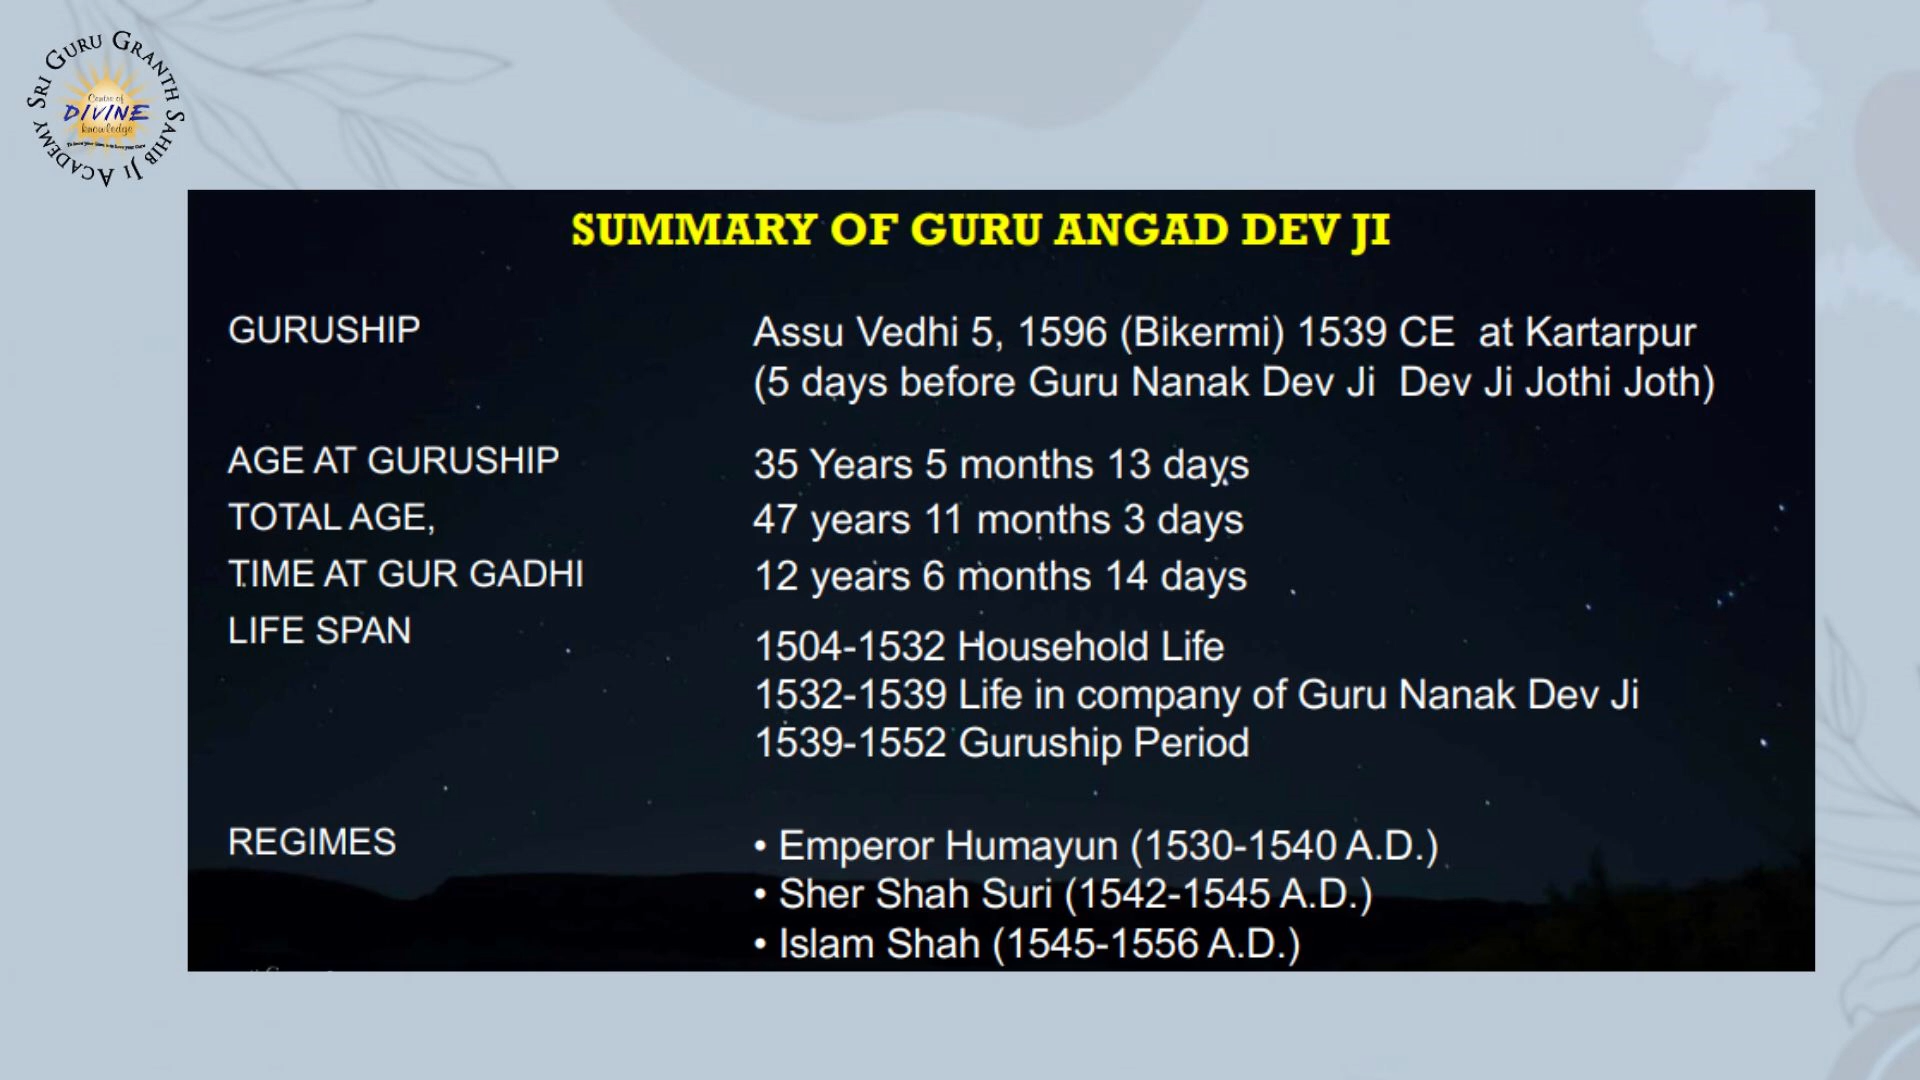 SRI GURU GRANTH SAHIB JI ACADEMY
Centre of
DIVINE
knowledge
SUMMARY OF GURU ANGAD DEV JI
GURUSHIP
Assu Vedhi 5, 1596 (Bikermi) 1539 CE at Kartarpur
(5 days before Guru Nanak Dev Ji Dev Ji Jothi Joth)
AGE AT GURUSHIP
35 Years 5 months 13 days
TOTAL AGE,
47 years 11 months 3 days
TIME AT GUR GADHI
12 years 6 months 14 days
LIFE SPAN
1504-1532 Household Life
1532-1539 Life in company of Guru Nanak Dev Ji
1539-1552 Guruship Period
REGIMES
• Emperor Humayun (1530-1540 A.D.)
• Sher Shah Suri (1542-1545 A.D.)
• Islam Shah (1545-1556 A.D.)